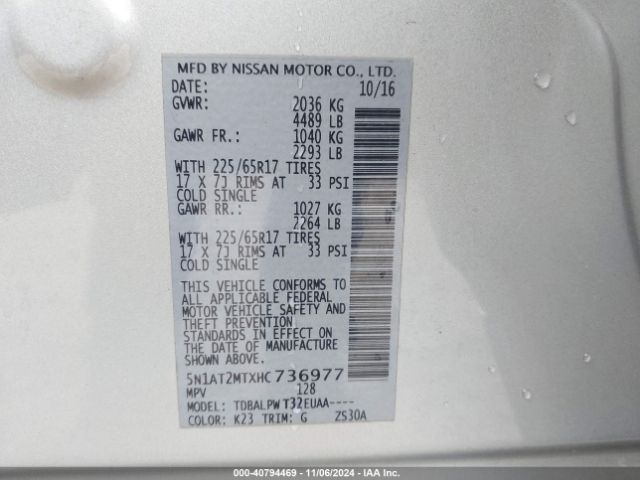 MFD BY NISSAN MOTOR CO., LTD.
DATE: 10/16
GVWR: 2036 KG
4489 LB
GAWR FR.: 1040 KG
2293 LB
WITH 225/65R17 TIRES
17 X 7J RIMS AT 33 PSI
COLD SINGLE
GAWR RR.: 1027 KG
2264 LB
WITH 225/65R17 TIRES
17 X 7J RIMS AT 33 PSI
COLD SINGLE
THIS VEHICLE CONFORMS TO
ALL APPLICABLE FEDERAL
MOTOR VEHICLE SAFETY AND
THEFT PREVENTION
STANDARDS IN EFFECT ON
THE DATE OF MANUFACTURE
SHOWN ABOVE.
5N1AT2MTXHC736977
MPV 128
MODEL: TDBALPWT32EUAA----
COLOR: K23 TRIM: G ZS30A
000-40794469 - 11/06/2024 - IAA Inc.